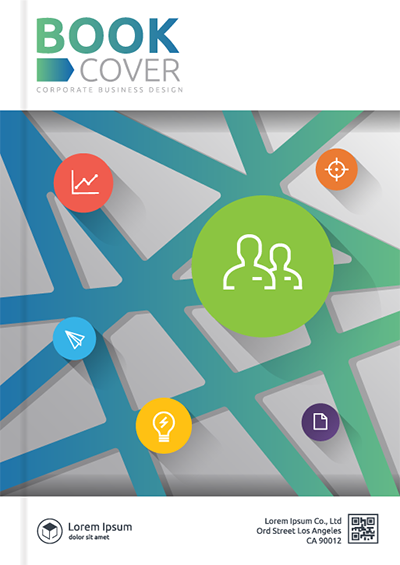 BOOK
COVER
CORPORATE BUSINESS DESIGN
Lorem Ipsum
dolor sit amet
Lorem Ipsum Co., Ltd
Ord Street Los Angeles
CA 90012